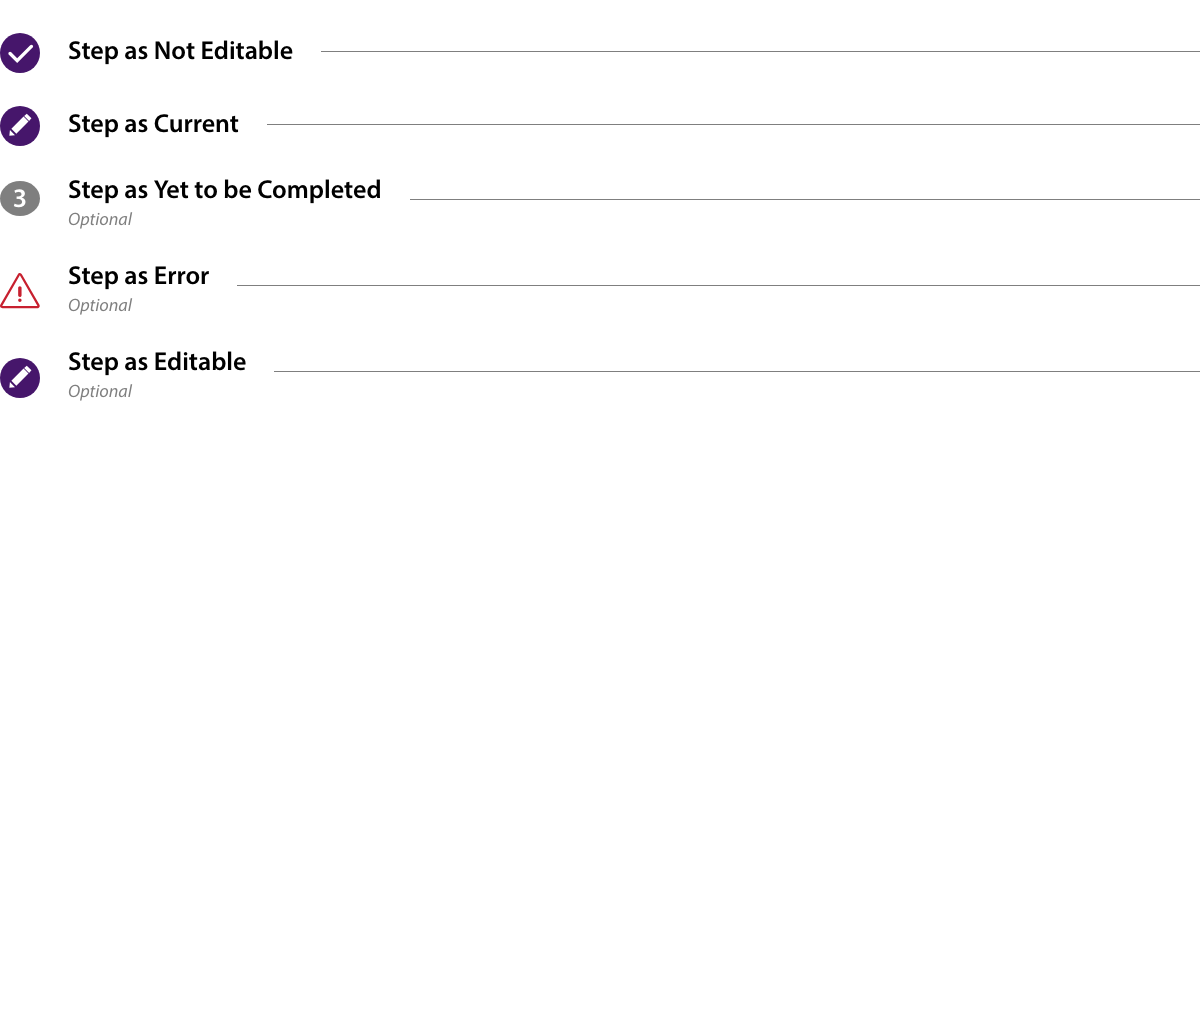 Step as Not Editable
Step as Current
3
Step as Yet to be Completed
Optional
Step as Error
Optional
Step as Editable
Optional